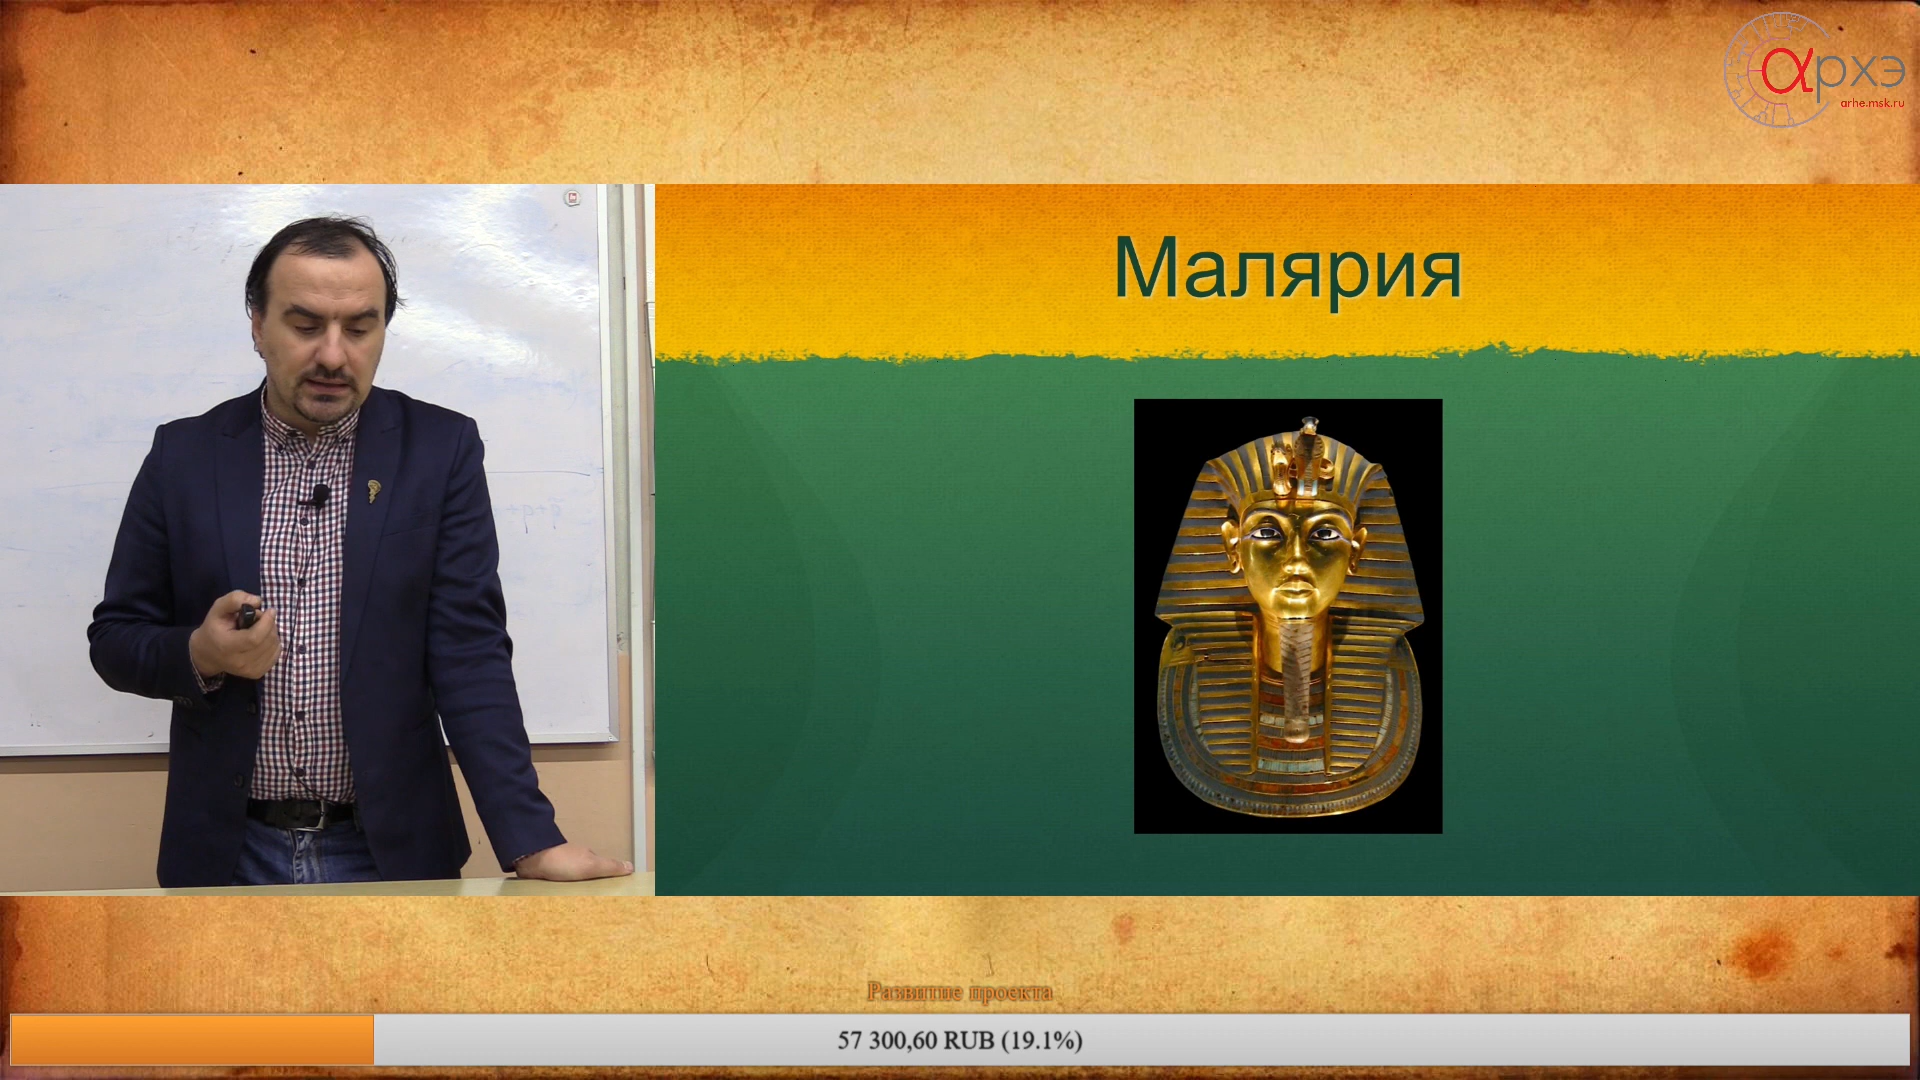 αрхэ
arhe.msk.ru
Малярия
Развитие проекта
57 300,60 RUB (19.1%)